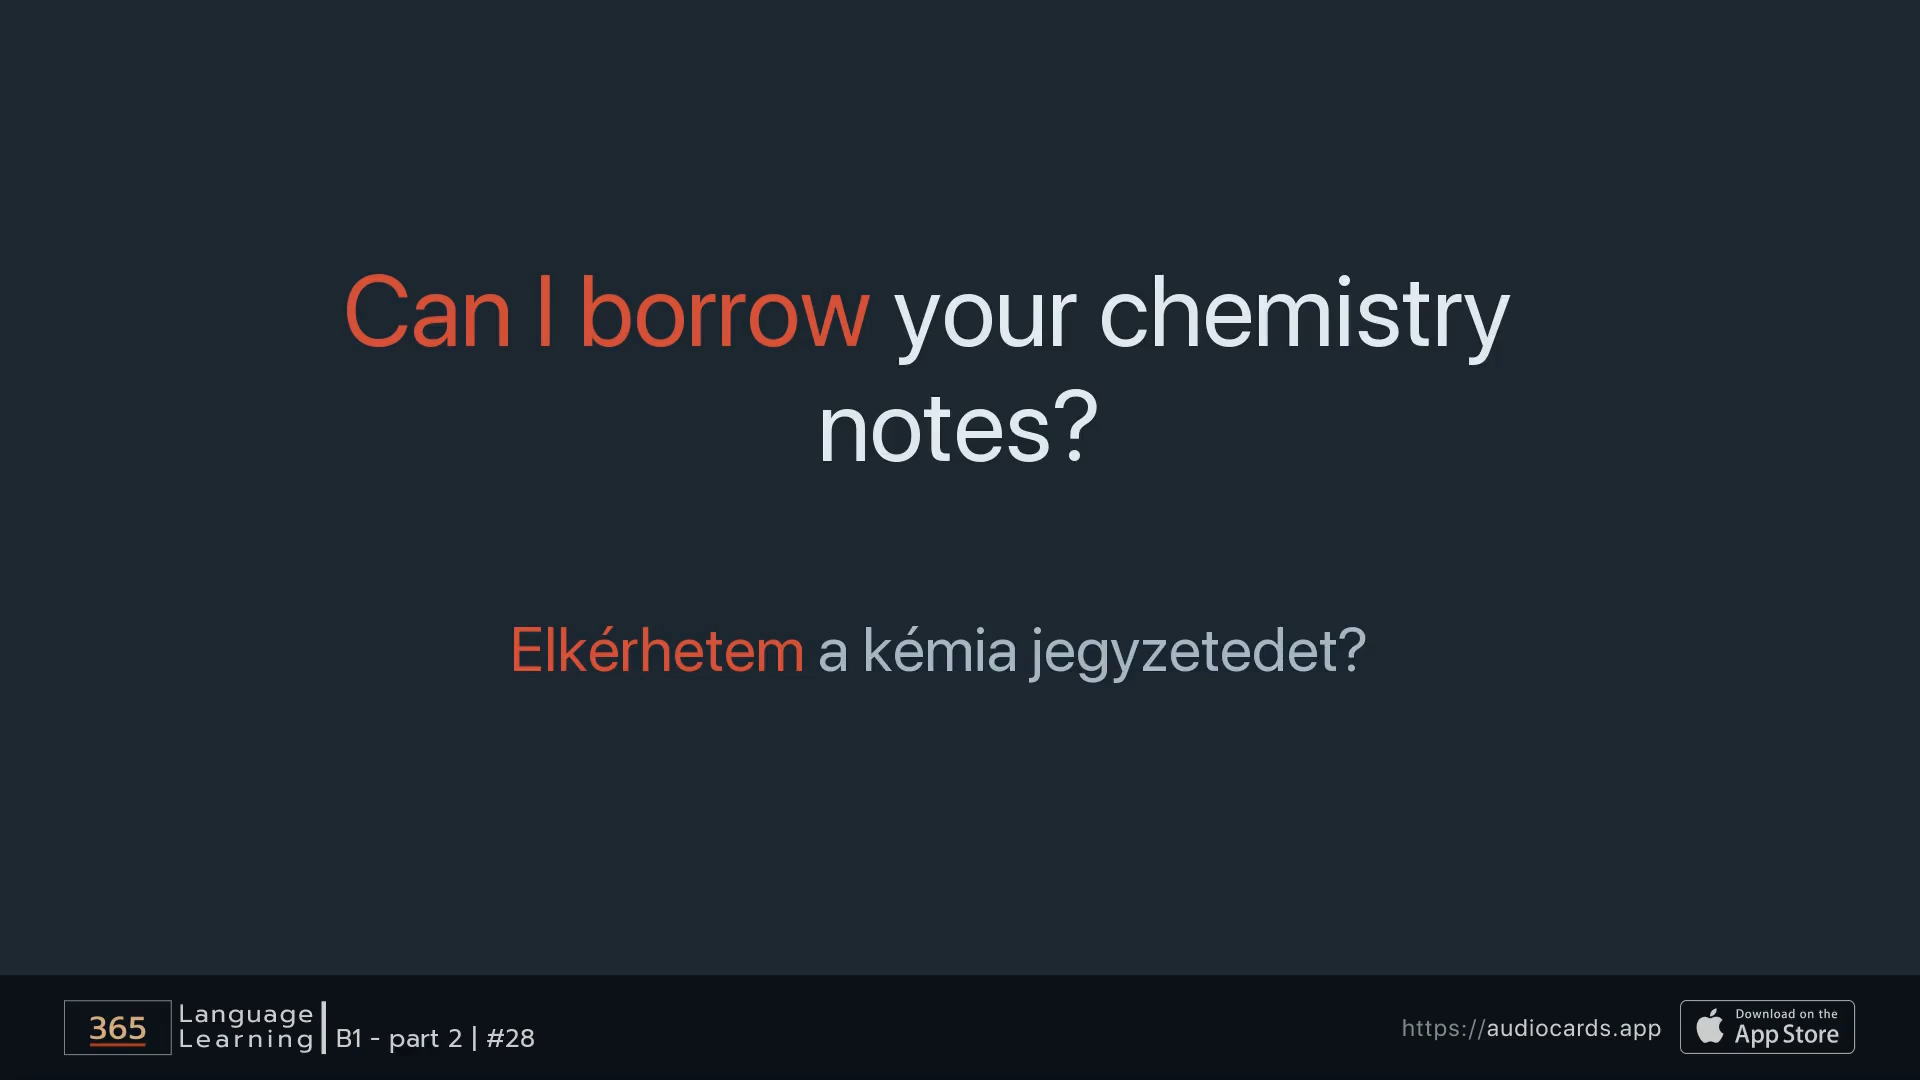 Can I borrow your chemistry
notes?
Elkérhetem a kémia jegyzetedet?
365
Language
Learning
B1 - part 2 | #28
https://audiocards.app
Download on the
App Store